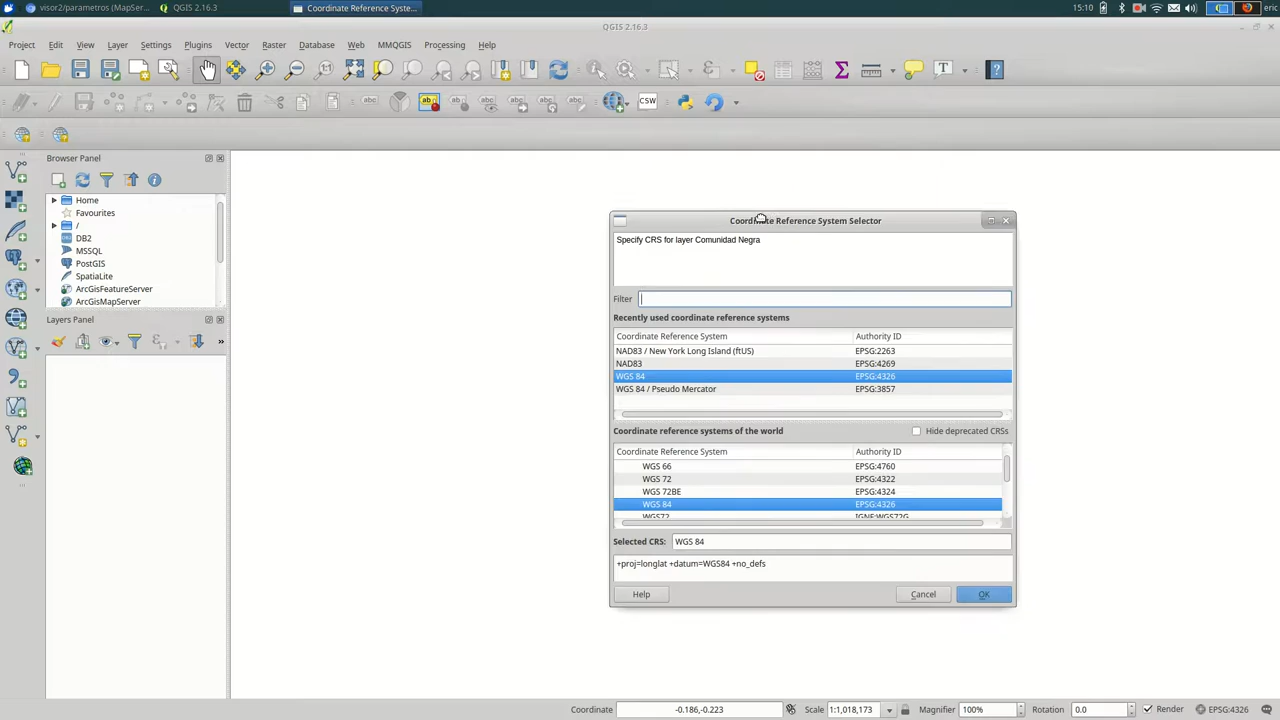 visor2/parametros (MapSer...
QGIS 2.16.3
Coordinate Reference Syste...
15:10
eric
QGIS 2.16.3
Project Edit View Layer Settings Plugins Vector Raster Database Web MMQGIS Processing Help
abc
CSW
Browser Panel
Home
Favourites
/
DB2
MSSQL
PostGIS
SpatiaLite
ArcGisFeatureServer
ArcGisMapServer
Layers Panel
Coordinate Reference System Selector
Specify CRS for layer Comunidad Negra
Filter
Recently used coordinate reference systems
Coordinate Reference System Authority ID
NAD83 / New York Long Island (ftUS) EPSG:2263
NAD83 EPSG:4269
WGS 84 EPSG:4326
WGS 84 / Pseudo Mercator EPSG:3857
Coordinate reference systems of the world
Hide deprecated CRSs
Coordinate Reference System Authority ID
WGS 66 EPSG:4760
WGS 72 EPSG:4322
WGS 72BE EPSG:4324
WGS 84 EPSG:4326
WGS72 IGNF:WGS72G
Selected CRS: WGS 84
+proj=longlat +datum=WGS84 +no_defs
Help Cancel OK
Coordinate -0.186,-0.223 Scale 1:1,018,173 Magnifier 100% Rotation 0.0 Render EPSG:4326